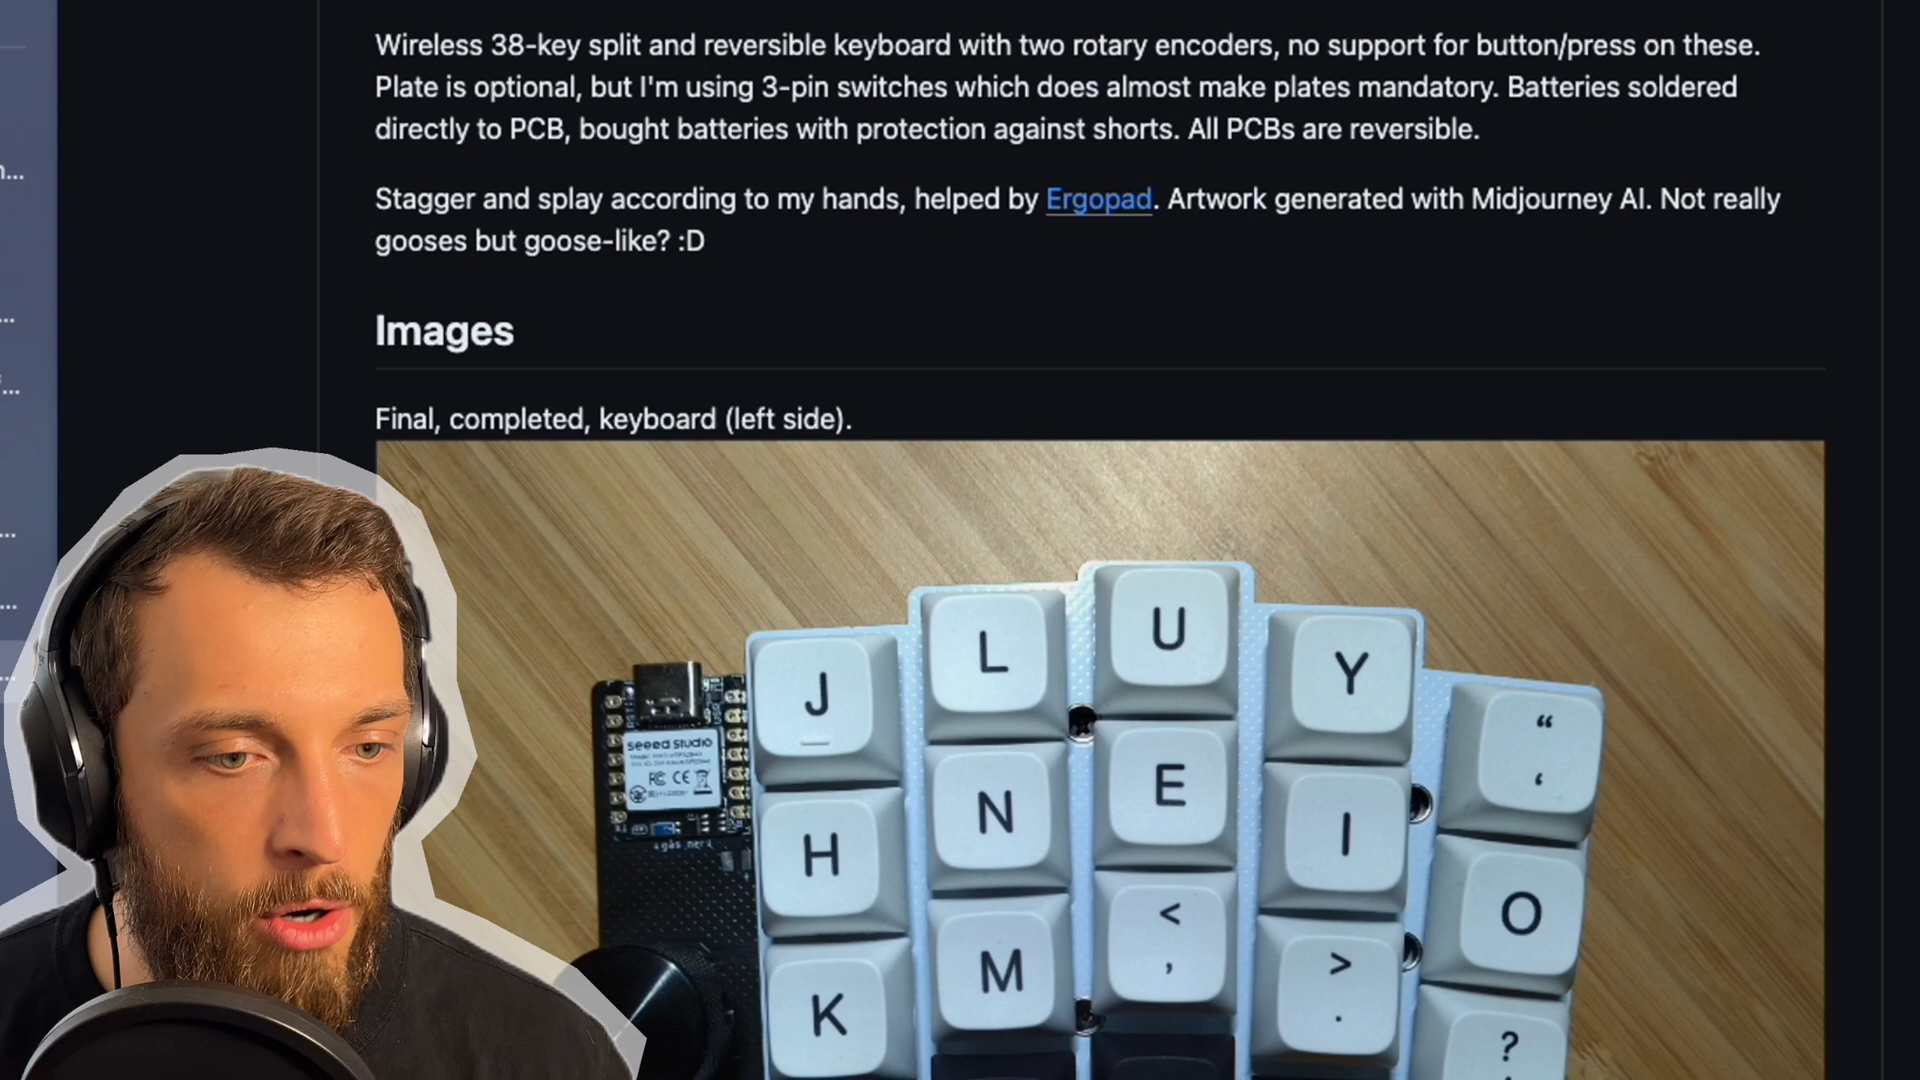 Wireless 38-key split and reversible keyboard with two rotary encoders, no support for button/press on these.
Plate is optional, but I'm using 3-pin switches which does almost make plates mandatory. Batteries soldered
directly to PCB, bought batteries with protection against shorts. All PCBs are reversible.
Stagger and splay according to my hands, helped by Ergopad. Artwork generated with Midjourney AI. Not really
gooses but goose-like? :D
Images
Final, completed, keyboard (left side).
J L U Y “ ‘
seeed studio
FC CE
H N E I O
K M < , > . ?